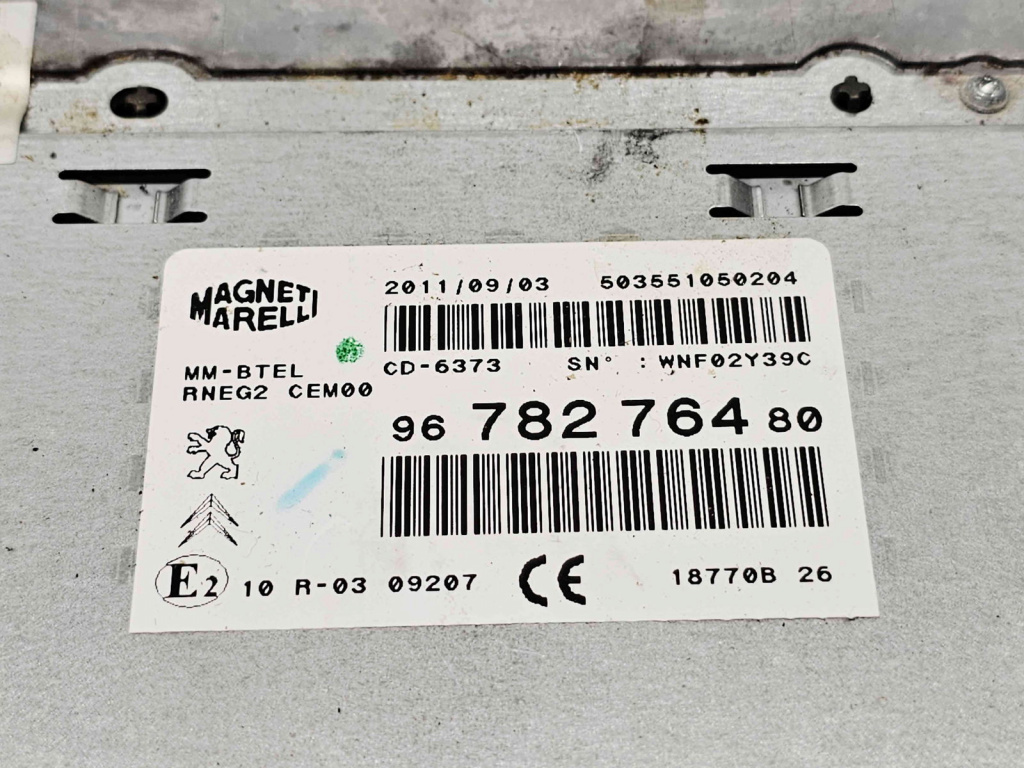 MAGNETI
MARELLI
2011/09/03 503551050204
MM-BTEL
RNEG2 CEM00
CD-6373 SN° : WNF02Y39C
96 782 764 80
E2 10 R-03 09207
CE
18770B 26